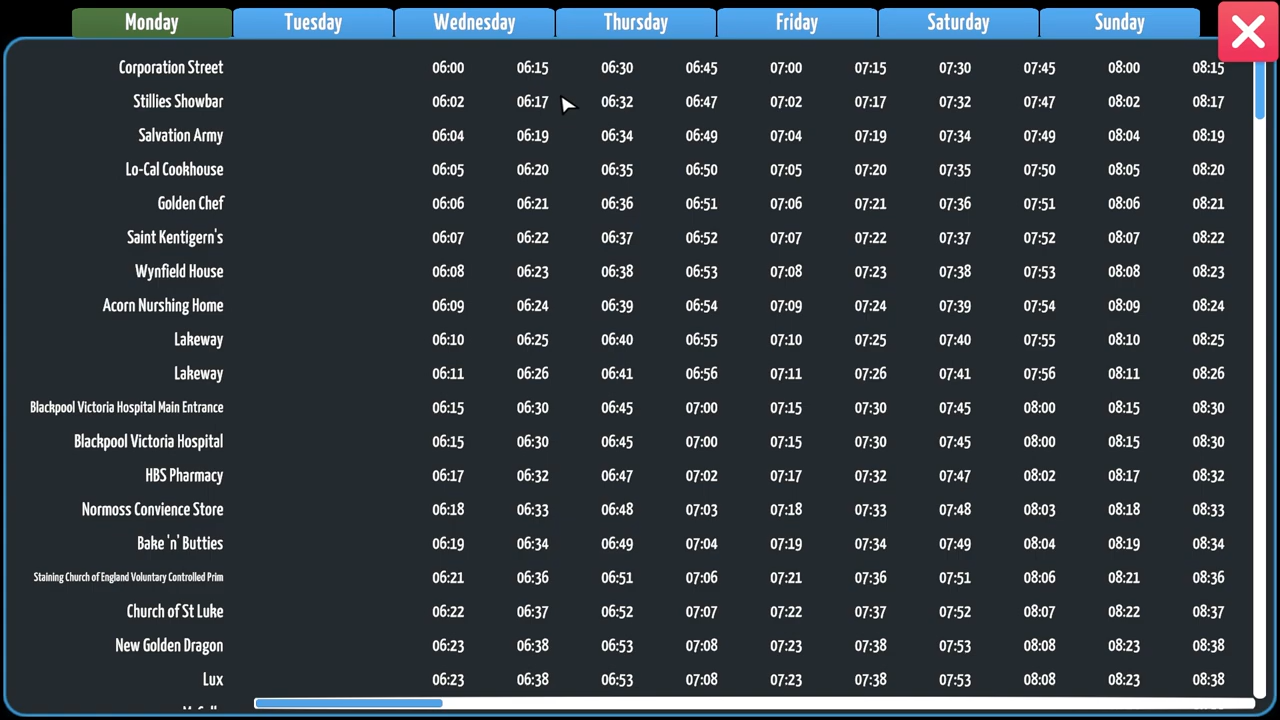 Monday Tuesday Wednesday Thursday Friday Saturday Sunday
Corporation Street 06:00 06:15 06:30 06:45 07:00 07:15 07:30 07:45 08:00 08:15
Stillies Showbar 06:02 06:17 06:32 06:47 07:02 07:17 07:32 07:47 08:02 08:17
Salvation Army 06:04 06:19 06:34 06:49 07:04 07:19 07:34 07:49 08:04 08:19
Lo-Cal Cookhouse 06:05 06:20 06:35 06:50 07:05 07:20 07:35 07:50 08:05 08:20
Golden Chef 06:06 06:21 06:36 06:51 07:06 07:21 07:36 07:51 08:06 08:21
Saint Kentigern's 06:07 06:22 06:37 06:52 07:07 07:22 07:37 07:52 08:07 08:22
Wynfield House 06:08 06:23 06:38 06:53 07:08 07:23 07:38 07:53 08:08 08:23
Acorn Nurshing Home 06:09 06:24 06:39 06:54 07:09 07:24 07:39 07:54 08:09 08:24
Lakeway 06:10 06:25 06:40 06:55 07:10 07:25 07:40 07:55 08:10 08:25
Lakeway 06:11 06:26 06:41 06:56 07:11 07:26 07:41 07:56 08:11 08:26
Blackpool Victoria Hospital Main Entrance 06:15 06:30 06:45 07:00 07:15 07:30 07:45 08:00 08:15 08:30
Blackpool Victoria Hospital 06:15 06:30 06:45 07:00 07:15 07:30 07:45 08:00 08:15 08:30
HBS Pharmacy 06:17 06:32 06:47 07:02 07:17 07:32 07:47 08:02 08:17 08:32
Normoss Convience Store 06:18 06:33 06:48 07:03 07:18 07:33 07:48 08:03 08:18 08:33
Bake 'n' Butties 06:19 06:34 06:49 07:04 07:19 07:34 07:49 08:04 08:19 08:34
Staining Church of England Voluntary Controlled Prim 06:21 06:36 06:51 07:06 07:21 07:36 07:51 08:06 08:21 08:36
Church of St Luke 06:22 06:37 06:52 07:07 07:22 07:37 07:52 08:07 08:22 08:37
New Golden Dragon 06:23 06:38 06:53 07:08 07:23 07:38 07:53 08:08 08:23 08:38
Lux 06:23 06:38 06:53 07:08 07:23 07:38 07:53 08:08 08:23 08:38